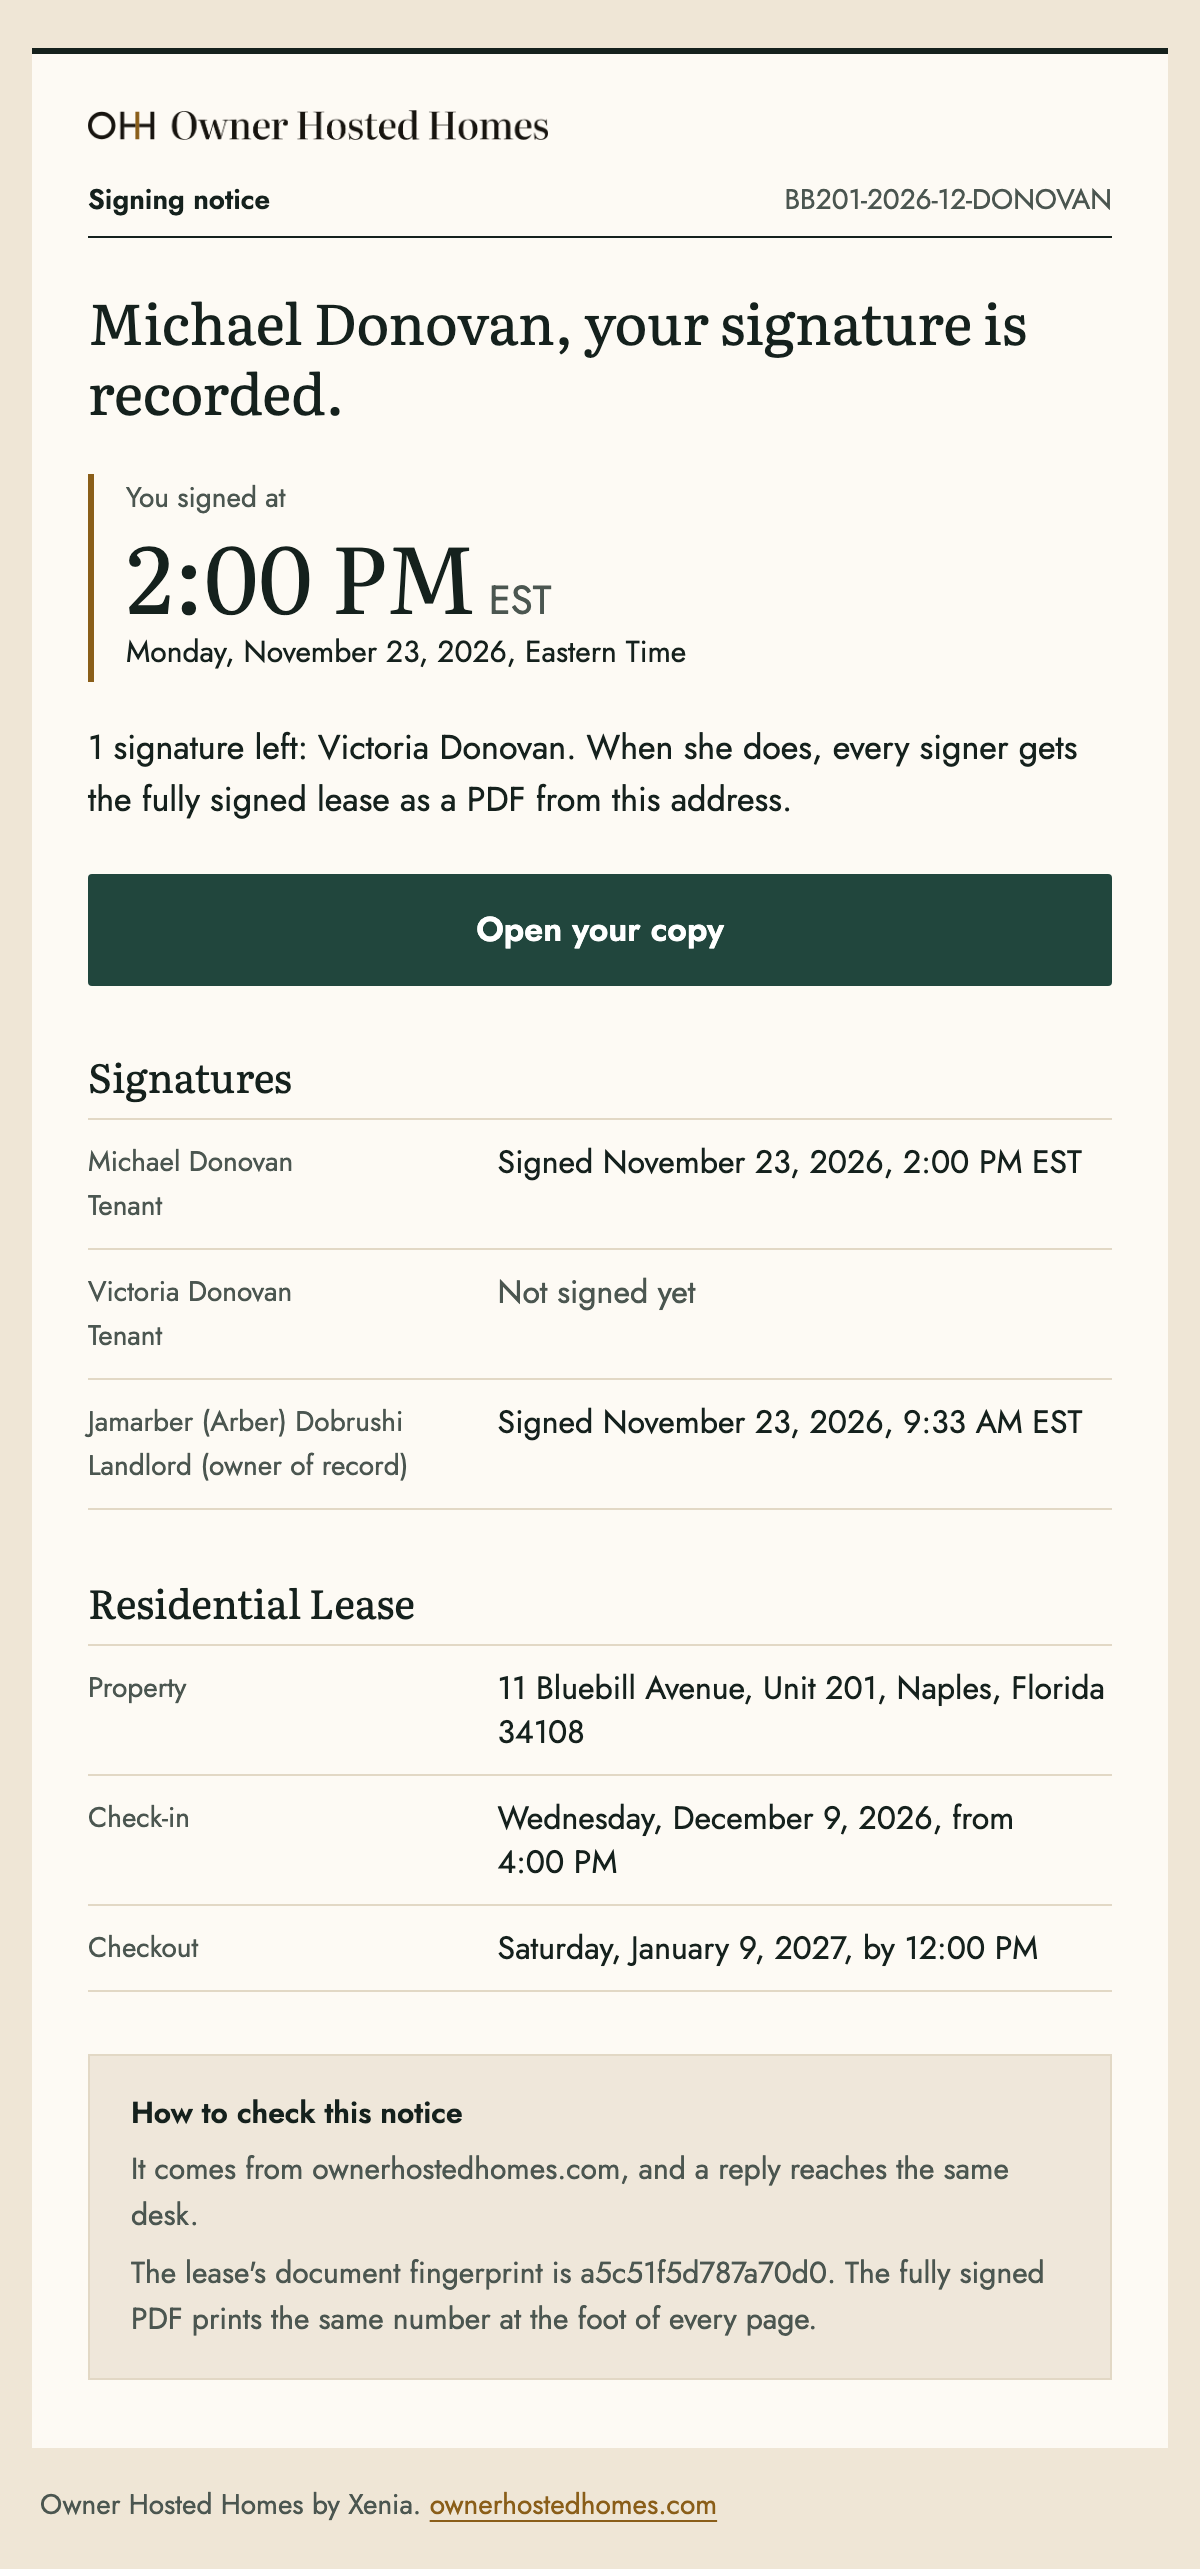 OHH Owner Hosted Homes
Signing notice BB201-2026-12-DONOVAN
Michael Donovan, your signature is
recorded.
You signed at
2:00 PM EST
Monday, November 23, 2026, Eastern Time
1 signature left: Victoria Donovan. When she does, every signer gets
the fully signed lease as a PDF from this address.
Open your copy
Signatures
Michael Donovan Signed November 23, 2026, 2:00 PM EST
Tenant
Victoria Donovan Not signed yet
Tenant
Jamarber (Arber) Dobrushi Signed November 23, 2026, 9:33 AM EST
Landlord (owner of record)
Residential Lease
Property 11 Bluebill Avenue, Unit 201, Naples, Florida
34108
Check-in Wednesday, December 9, 2026, from
4:00 PM
Checkout Saturday, January 9, 2027, by 12:00 PM
How to check this notice
It comes from ownerhostedhomes.com, and a reply reaches the same
desk.
The lease's document fingerprint is a5c51f5d787a70d0. The fully signed
PDF prints the same number at the foot of every page.
Owner Hosted Homes by Xenia. ownerhostedhomes.com